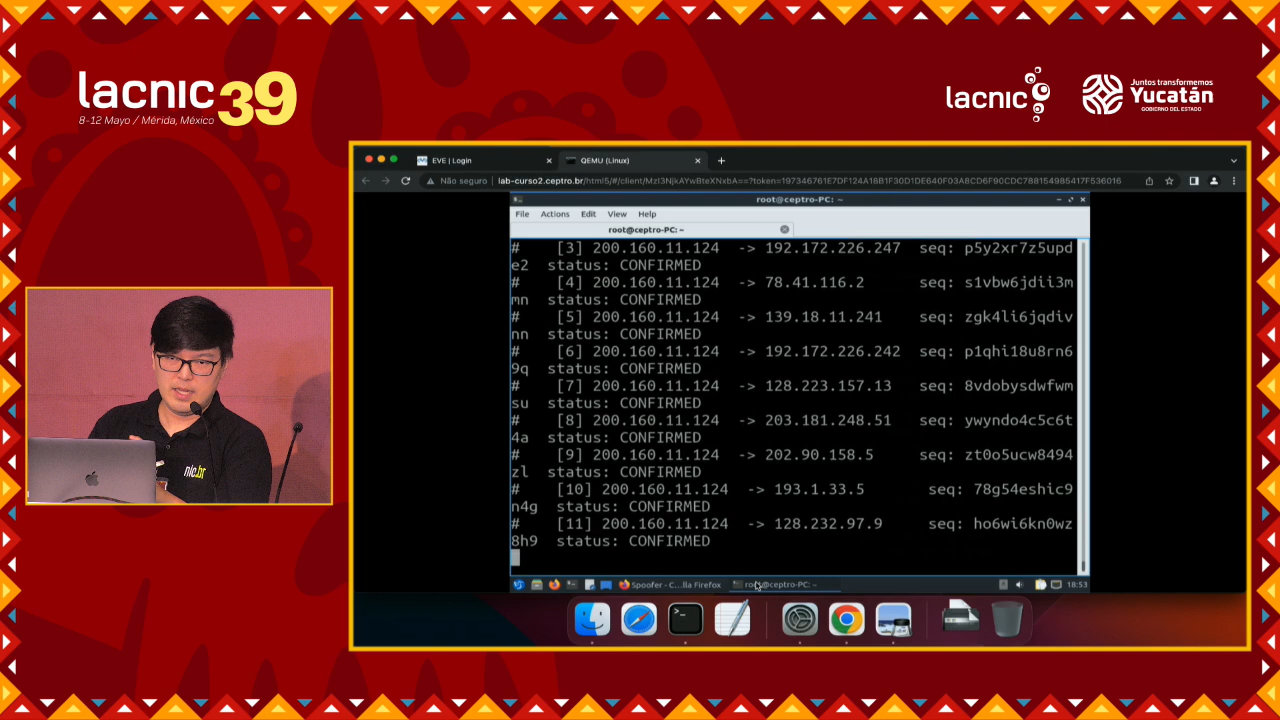 lacnic 39
8-12 Mayo / Mérida, México
lacnic
Juntos transformemos
Yucatán
GOBIERNO DEL ESTADO
EVE | Login
QEMU (Linux)
Não seguro
root@ceptro-PC: ~
File Actions Edit View Help
root@ceptro-PC: ~
# [3] 200.160.11.124 -> 192.172.226.247 seq: p5y2xr7z5upd
e2 status: CONFIRMED
# [4] 200.160.11.124 -> 78.41.116.2 seq: s1vbw6jdii3m
mn status: CONFIRMED
# [5] 200.160.11.124 -> 139.18.11.241 seq: zgk4li6jqdiv
nn status: CONFIRMED
# [6] 200.160.11.124 -> 192.172.226.242 seq: p1qhi18u8rn6
9q status: CONFIRMED
# [7] 200.160.11.124 -> 128.223.157.13 seq: 8vdobysdwfwm
su status: CONFIRMED
# [8] 200.160.11.124 -> 203.181.248.51 seq: ywyndo4c5c6t
4a status: CONFIRMED
# [9] 200.160.11.124 -> 202.90.158.5 seq: zt0o5ucw8494
zl status: CONFIRMED
# [10] 200.160.11.124 -> 193.1.33.5 seq: 78g54eshic9
n4g status: CONFIRMED
# [11] 200.160.11.124 -> 128.232.97.9 seq: ho6wi6kn0wz
8h9 status: CONFIRMED
Spoofer - C...lla Firefox
root@ceptro-PC: ~
18:53
nic.br